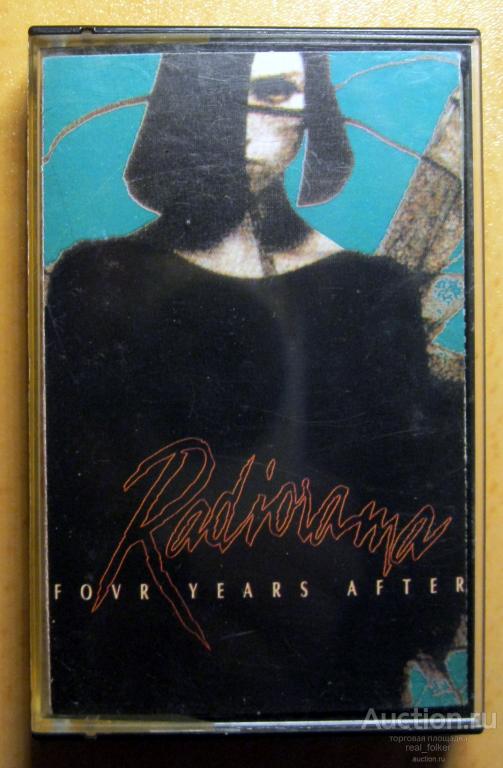 Radiorama
FOVR YEARS AFTER
Auction.ru
торговая площадка
real_folker
auction.ru